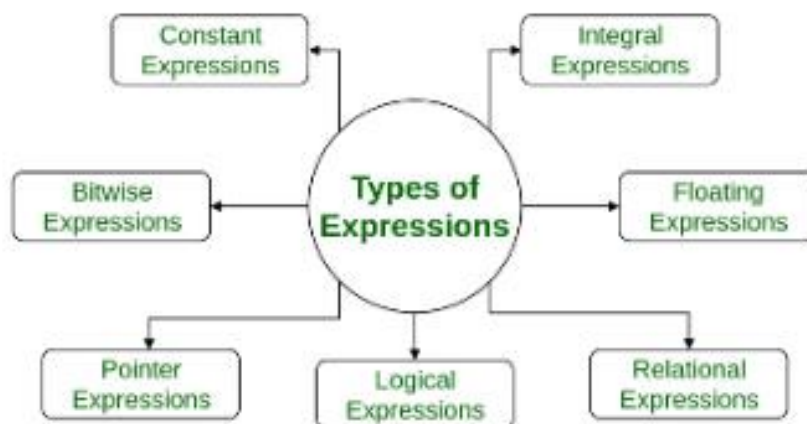 Constant
Expressions
Integral
Expressions
Bitwise
Expressions
Types of
Expressions
Floating
Expressions
Pointer
Expressions
Logical
Expressions
Relational
Expressions